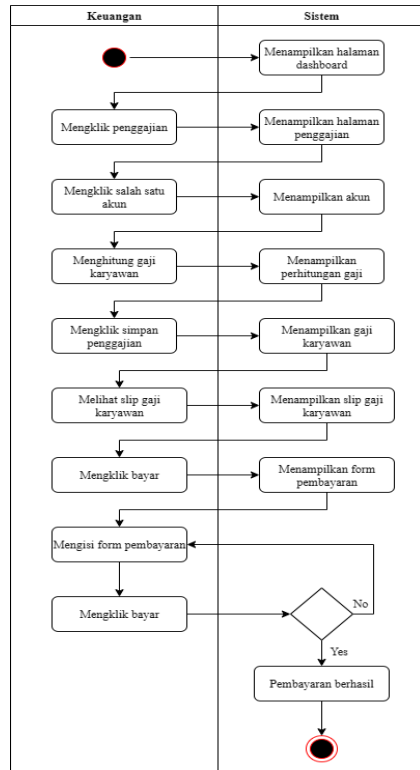 Keuangan
Sistem
Menampilkan halaman
dashboard
Mengklik penggajian
Menampilkan halaman
penggajian
Mengklik salah satu
akun
Menampilkan akun
Menghitung gaji
karyawan
Menampilkan
perhitungan gaji
Mengklik simpan
penggajian
Menampilkan gaji
karyawan
Melihat slip gaji
karyawan
Menampilkan slip gaji
karyawan
Mengklik bayar
Menampilkan form
pembayaran
Mengisi form pembayaran
Mengklik bayar
No
Yes
Pembayaran berhasil